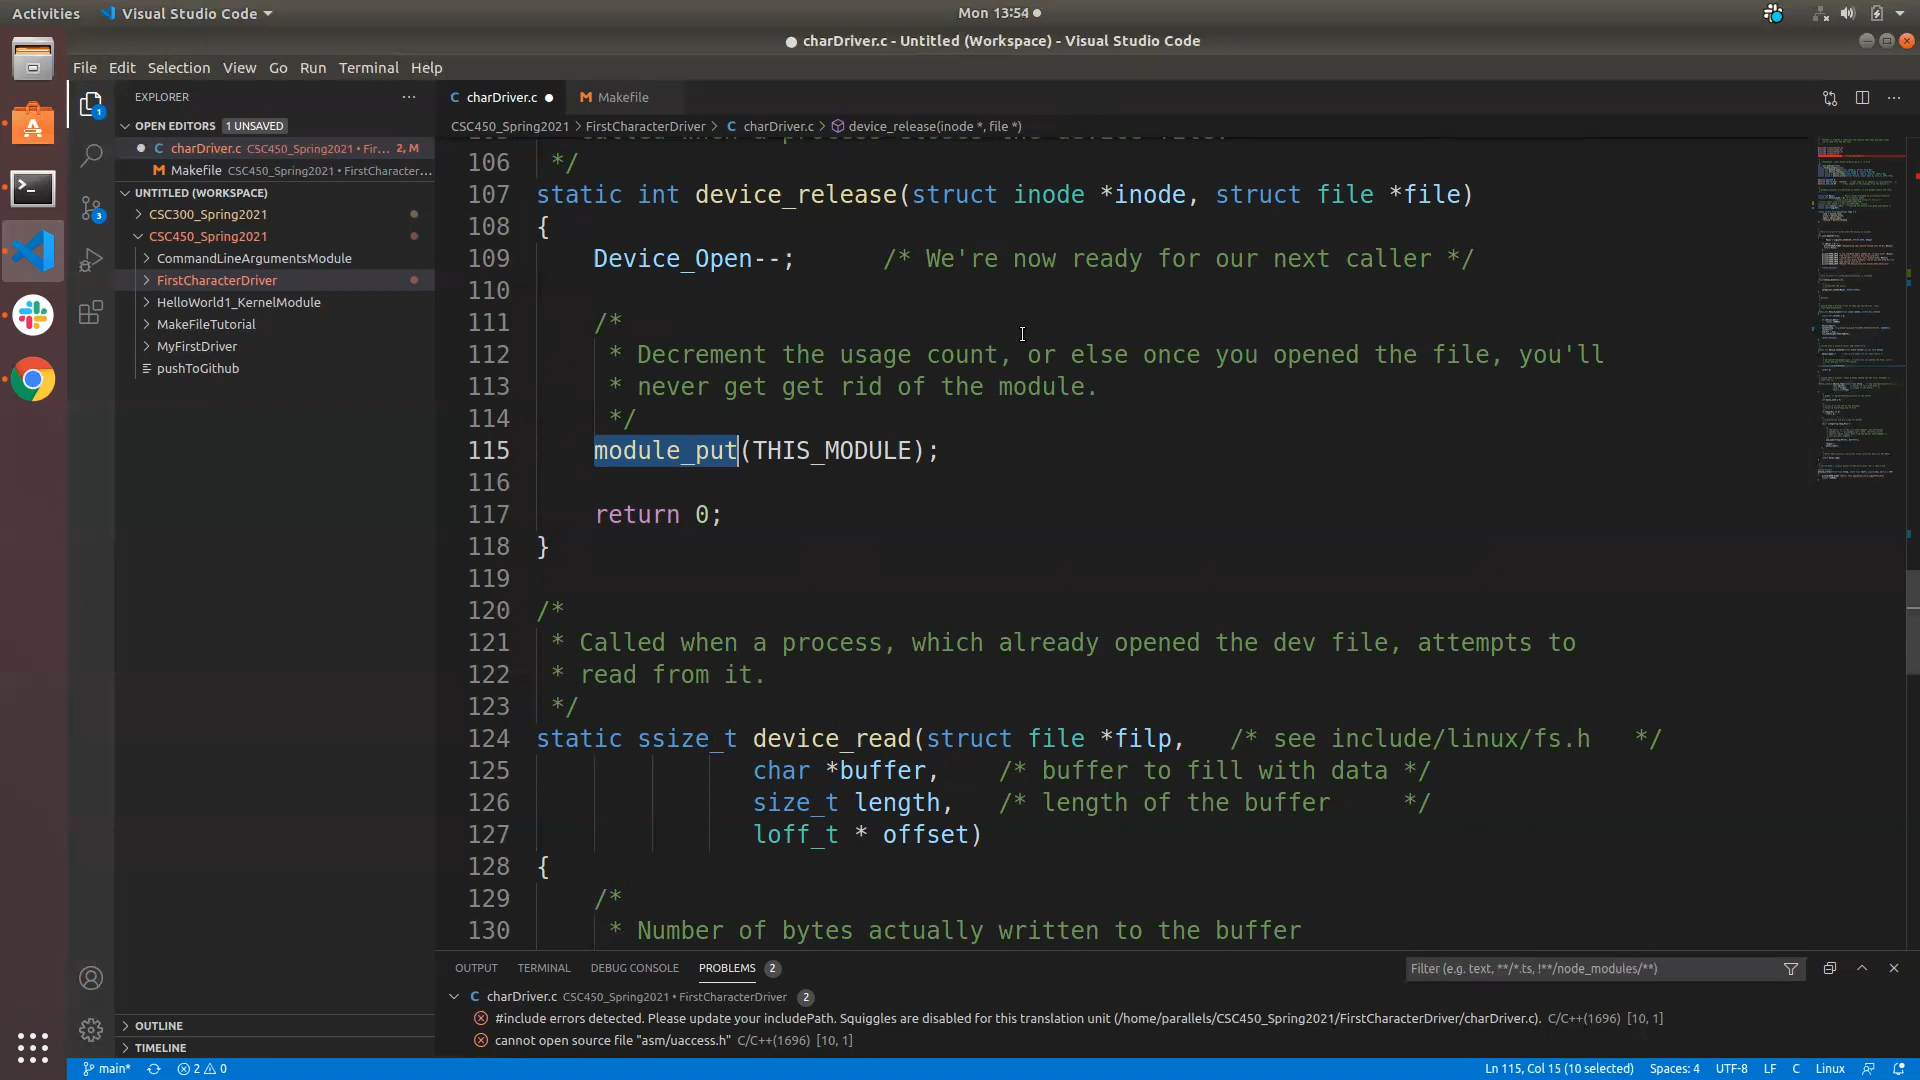 Activities
Visual Studio Code
Mon 13:54
charDriver.c - Untitled (Workspace) - Visual Studio Code
File Edit Selection View Go Run Terminal Help
EXPLORER
OPEN EDITORS 1 UNSAVED
charDriver.c CSC450_Spring2021 • Fir... 2, M
Makefile CSC450_Spring2021 • FirstCharacter...
UNTITLED (WORKSPACE)
CSC300_Spring2021
CSC450_Spring2021
CommandLineArgumentsModule
FirstCharacterDriver
HelloWorld1_KernelModule
MakeFileTutorial
MyFirstDriver
pushToGithub
OUTLINE
TIMELINE
1
3
charDriver.c
Makefile
CSC450_Spring2021 > FirstCharacterDriver > C charDriver.c > device_release(inode *, file *)
106 */
107 static int device_release(struct inode *inode, struct file *file)
108 {
109 Device_Open--; /* We're now ready for our next caller */
110
111 /*
112 * Decrement the usage count, or else once you opened the file, you'll
113 * never get get rid of the module.
114 */
115 module_put(THIS_MODULE);
116
117 return 0;
118 }
119
120 /*
121 * Called when a process, which already opened the dev file, attempts to
122 * read from it.
123 */
124 static ssize_t device_read(struct file *filp, /* see include/linux/fs.h */
125 char *buffer, /* buffer to fill with data */
126 size_t length, /* length of the buffer */
127 loff_t * offset)
128 {
129 /*
130 * Number of bytes actually written to the buffer
OUTPUT TERMINAL DEBUG CONSOLE PROBLEMS 2
Filter (e.g. text, **/*.ts, !**/node_modules/**)
C charDriver.c CSC450_Spring2021 • FirstCharacterDriver 2
#include errors detected. Please update your includePath. Squiggles are disabled for this translation unit (/home/parallels/CSC450_Spring2021/FirstCharacterDriver/charDriver.c). C/C++(1696) [10, 1]
cannot open source file "asm/uaccess.h" C/C++(1696) [10, 1]
main* 2 0
Ln 115, Col 15 (10 selected) Spaces: 4 UTF-8 LF C Linux